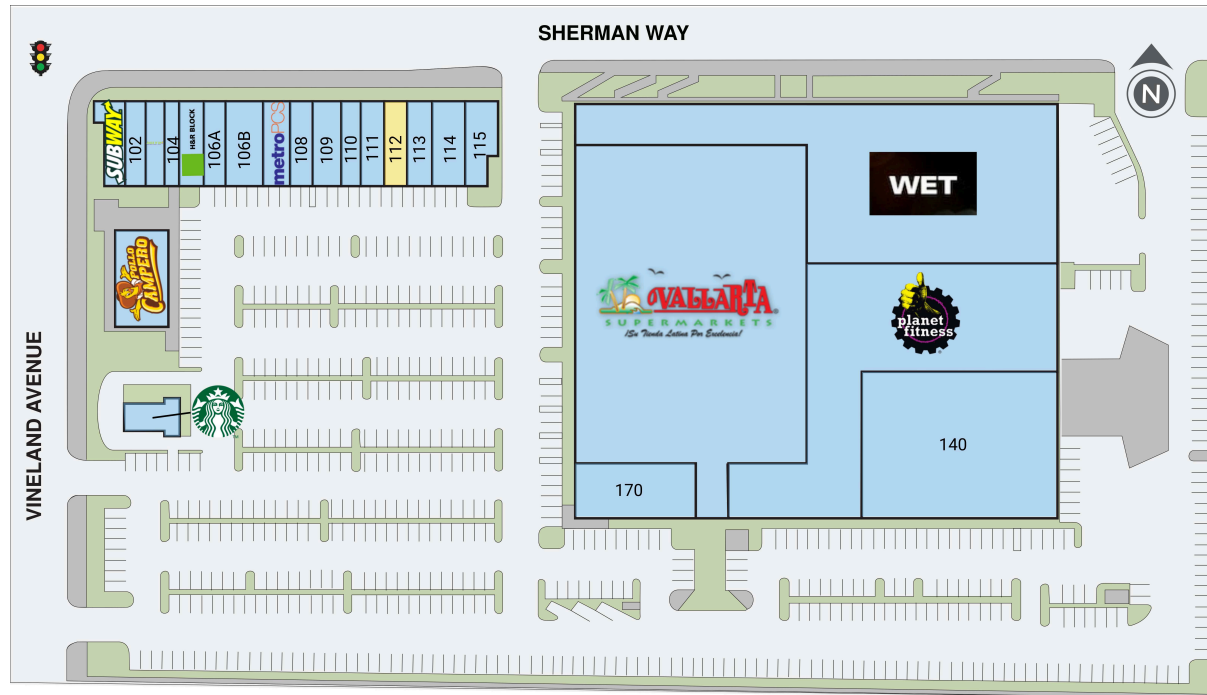 SHERMAN WAY
N
SUBWAY
102
104
H&R BLOCK
106A
106B
metroPCS
108
109
110
111
112
113
114
115
WET
POLLO
CAMPERO
VALLARTA
SUPERMARKETS
¡Su Tienda Latina Por Excelencia!
planet
fitness
VINELAND AVENUE
140
170